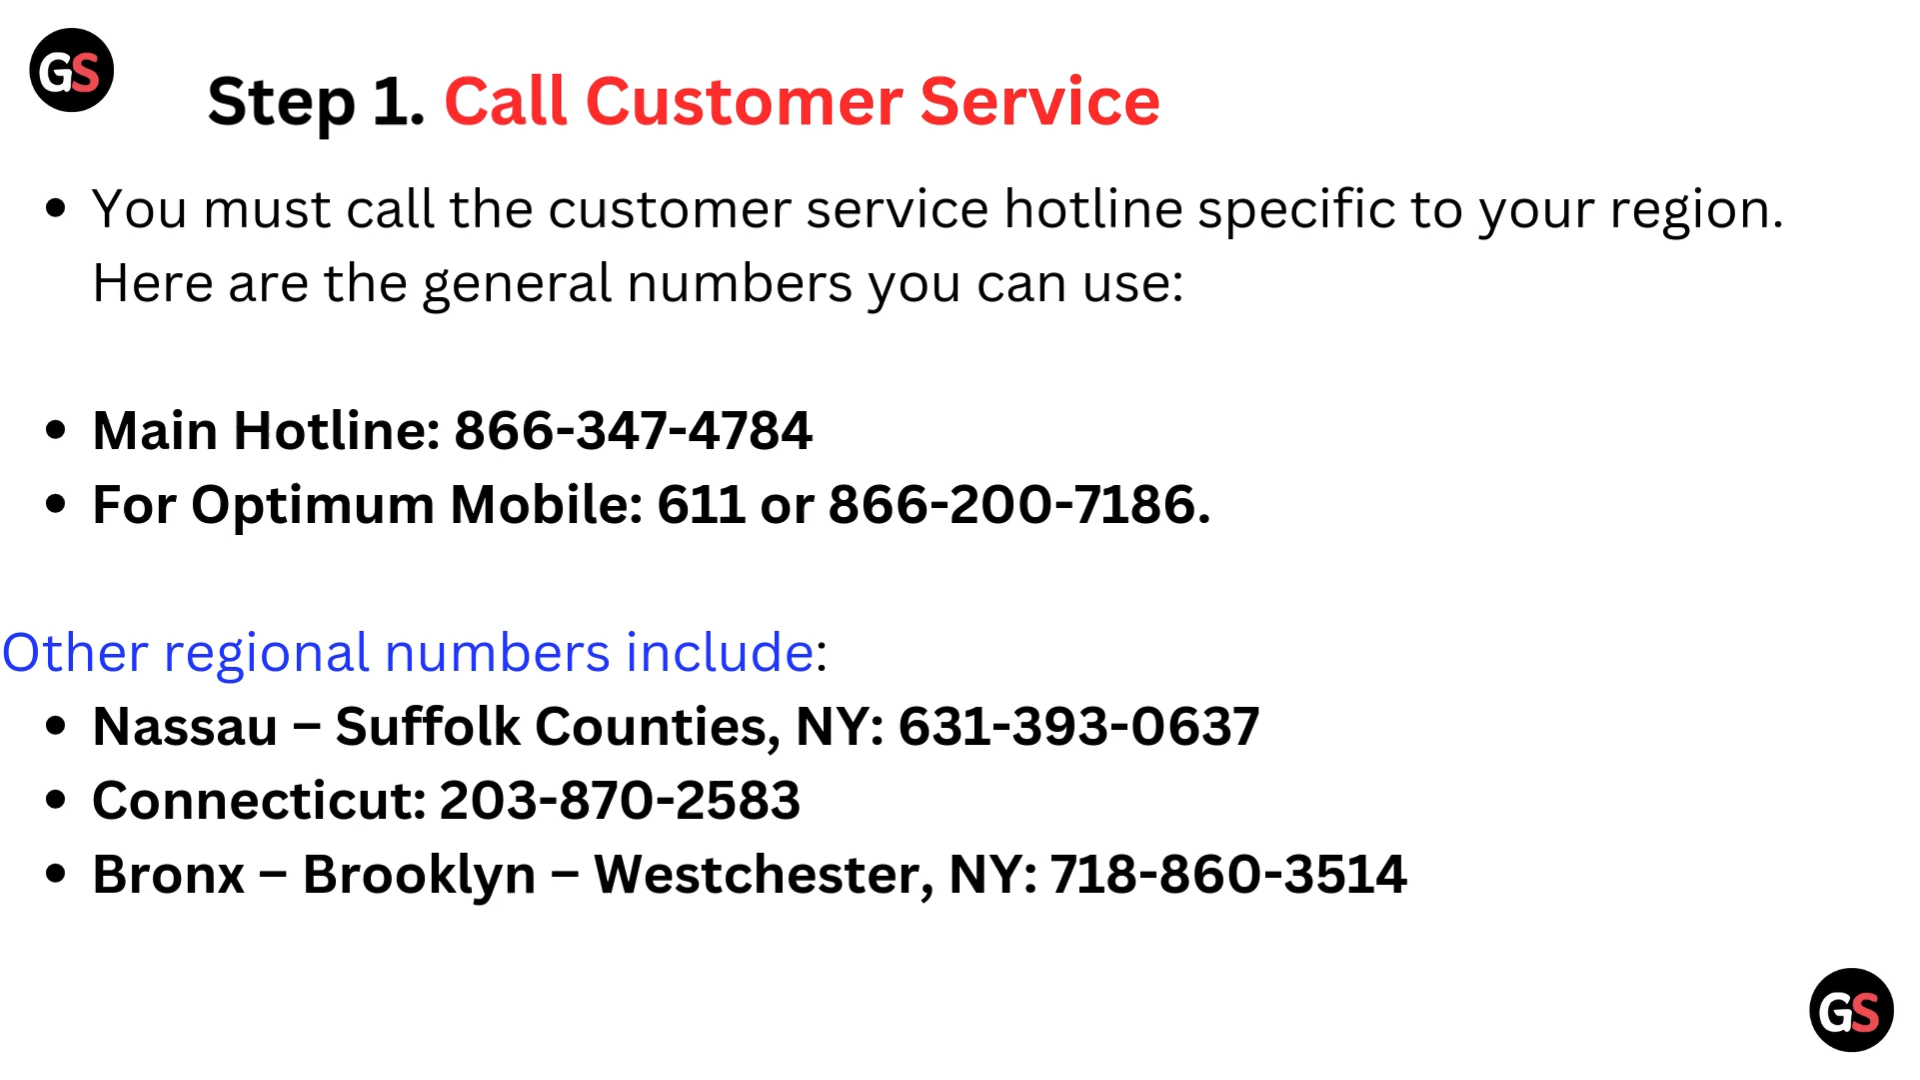 GS
Step 1. Call Customer Service
• You must call the customer service hotline specific to your region.
Here are the general numbers you can use:
• Main Hotline: 866-347-4784
• For Optimum Mobile: 611 or 866-200-7186.
Other regional numbers include:
• Nassau – Suffolk Counties, NY: 631-393-0637
• Connecticut: 203-870-2583
• Bronx – Brooklyn – Westchester, NY: 718-860-3514
GS